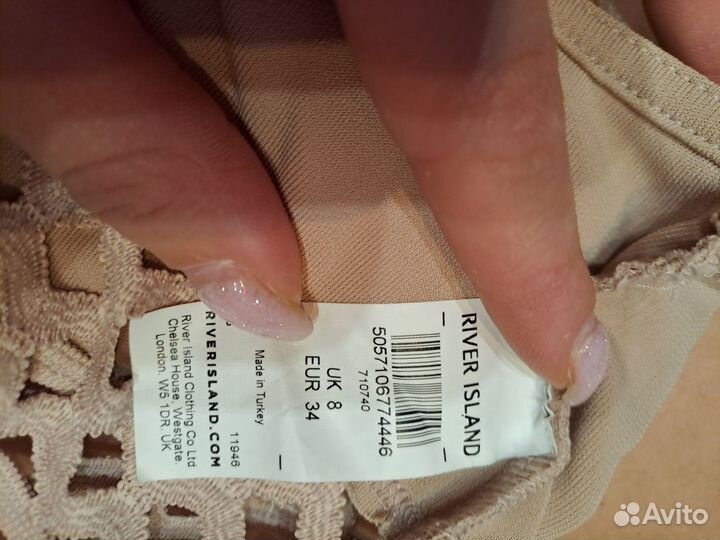 RIVER ISLAND
5057106774446
710740
UK 8
EUR 34
Made in Turkey
11946
RIVERISLAND.COM
River Island Clothing Co Ltd
Chelsea House, Westgate,
London. W5 1DR. UK
Avito